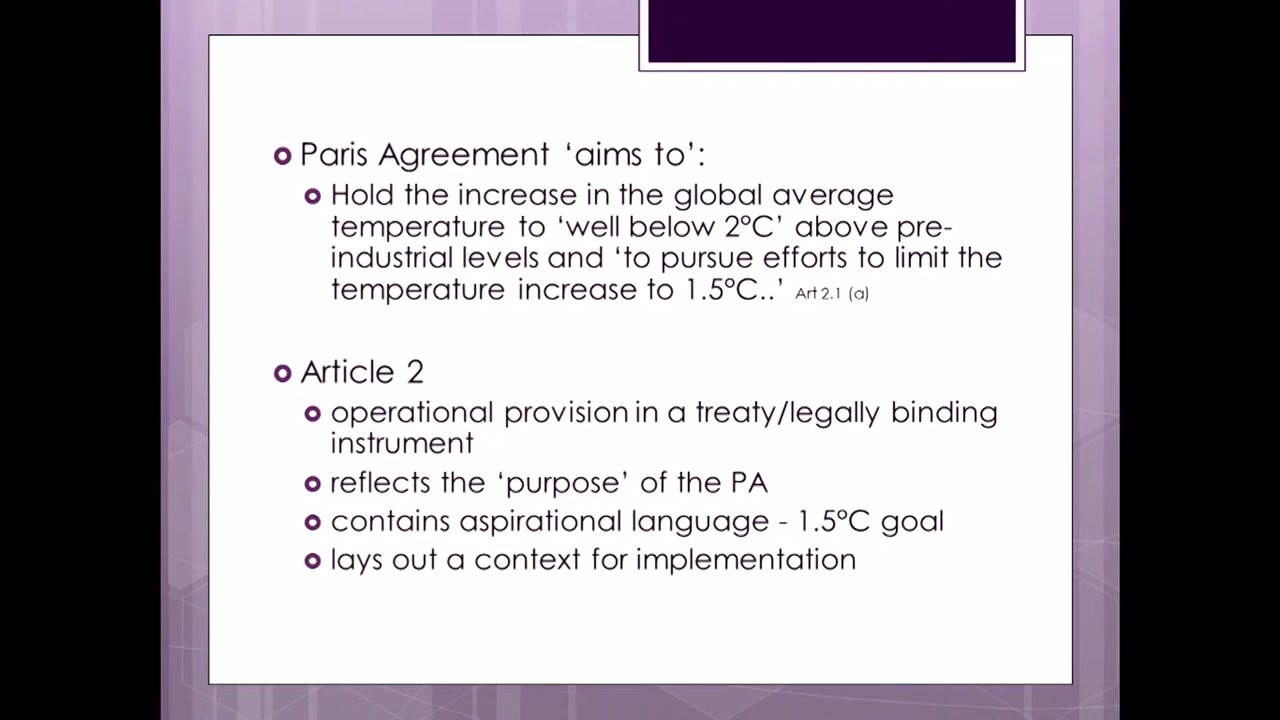 Paris Agreement ‘aims to’:
Hold the increase in the global average
temperature to ‘well below 2°C’ above pre-
industrial levels and ‘to pursue efforts to limit the
temperature increase to 1.5°C..’ Art 2.1 (a)
Article 2
operational provision in a treaty/legally binding
instrument
reflects the ‘purpose’ of the PA
contains aspirational language - 1.5°C goal
lays out a context for implementation